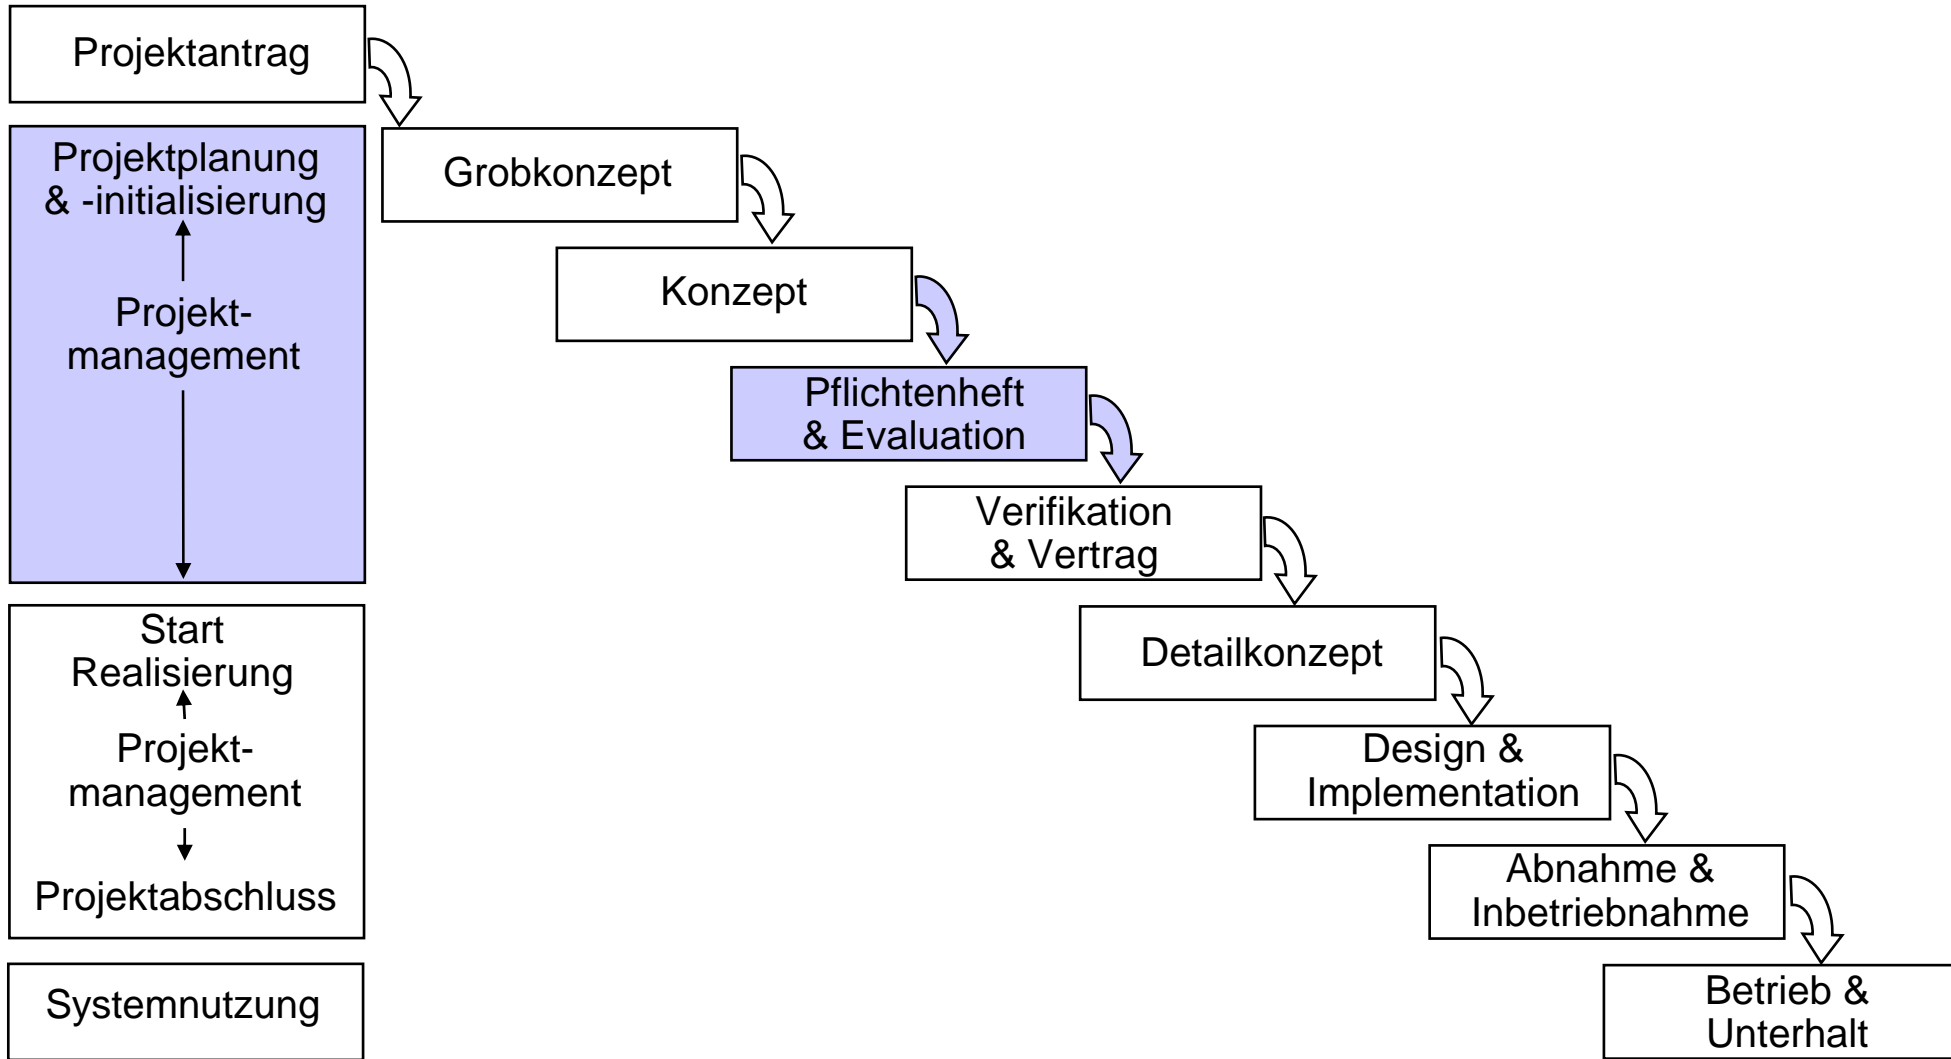 Projektantrag
Projektplanung
& -initialisierung
Projekt-
management
Start
Realisierung
Projekt-
management
Projektabschluss
Systemnutzung
Grobkonzept
Konzept
Pflichtenheft
& Evaluation
Verifikation
& Vertrag
Detailkonzept
Design &
Implementation
Abnahme &
Inbetriebnahme
Betrieb &
Unterhalt